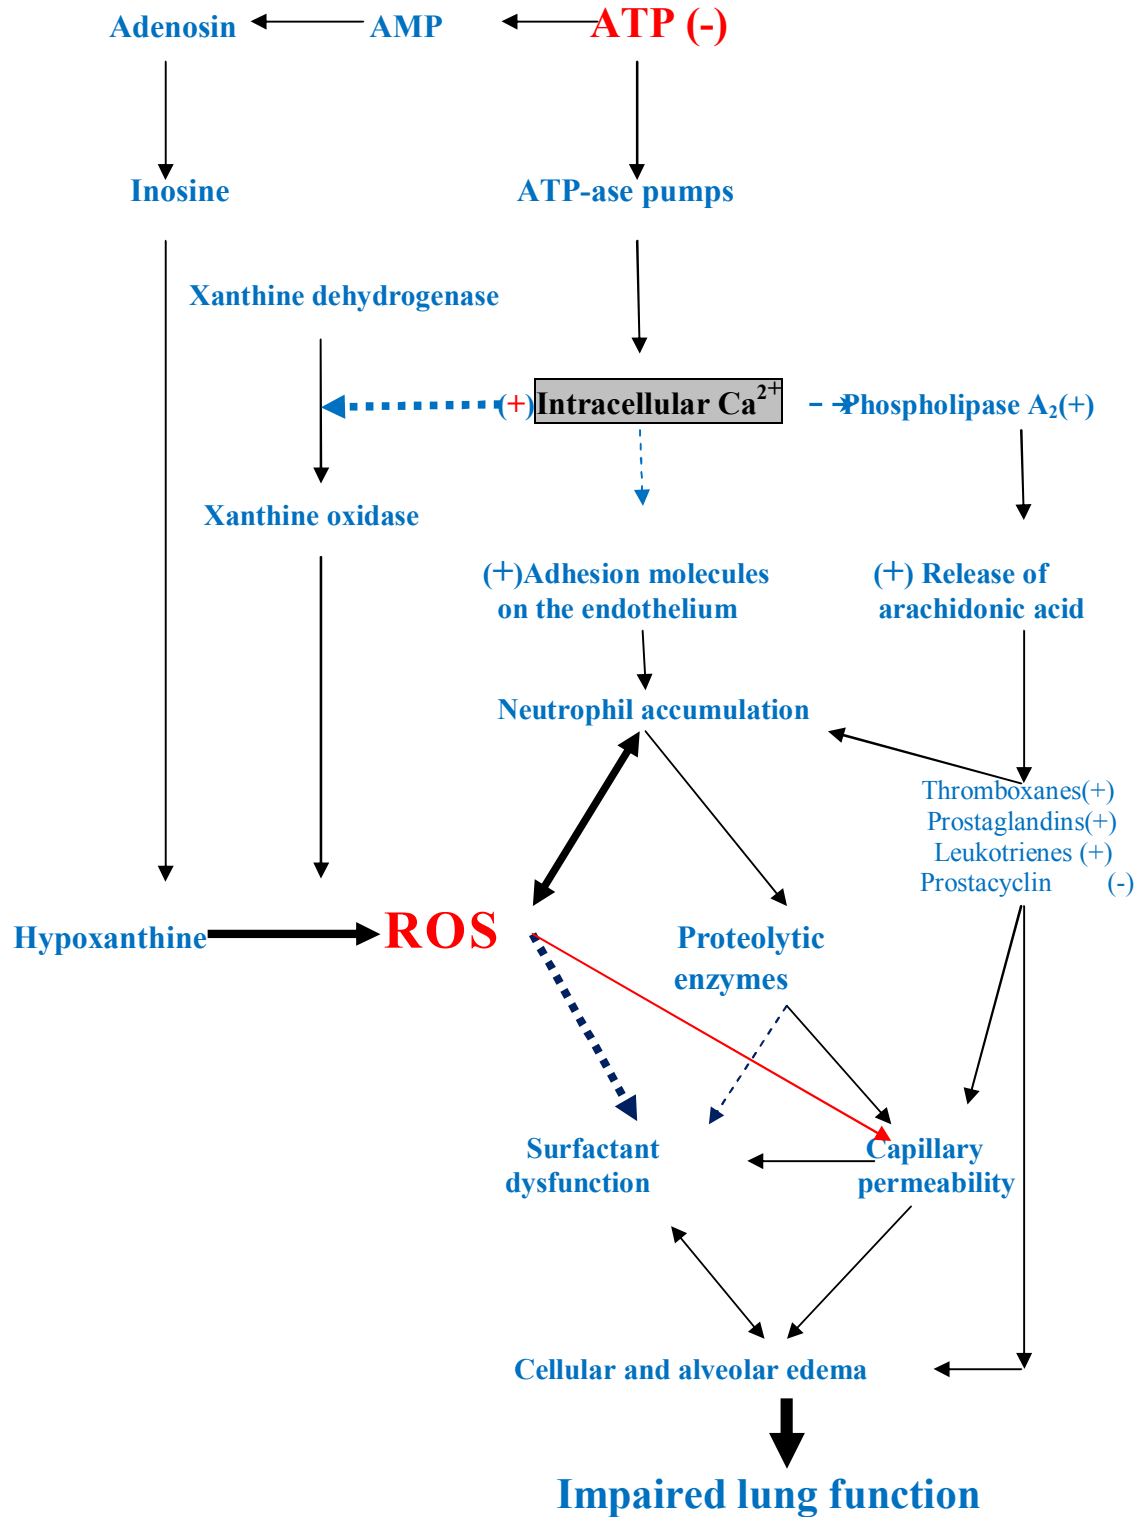 Adenosin AMP ATP (-)
Inosine ATP-ase pumps
Xanthine dehydrogenase
(+) Intracellular Ca²⁺ Phospholipase A₂(+)
Xanthine oxidase
(+)Adhesion molecules
on the endothelium
(+) Release of
arachidonic acid
Neutrophil accumulation
Thromboxanes(+)
Prostaglandins(+)
Leukotrienes (+)
Prostacyclin (-)
Hypoxanthine ROS
Proteolytic
enzymes
Surfactant
dysfunction
Capillary
permeability
Cellular and alveolar edema
Impaired lung function